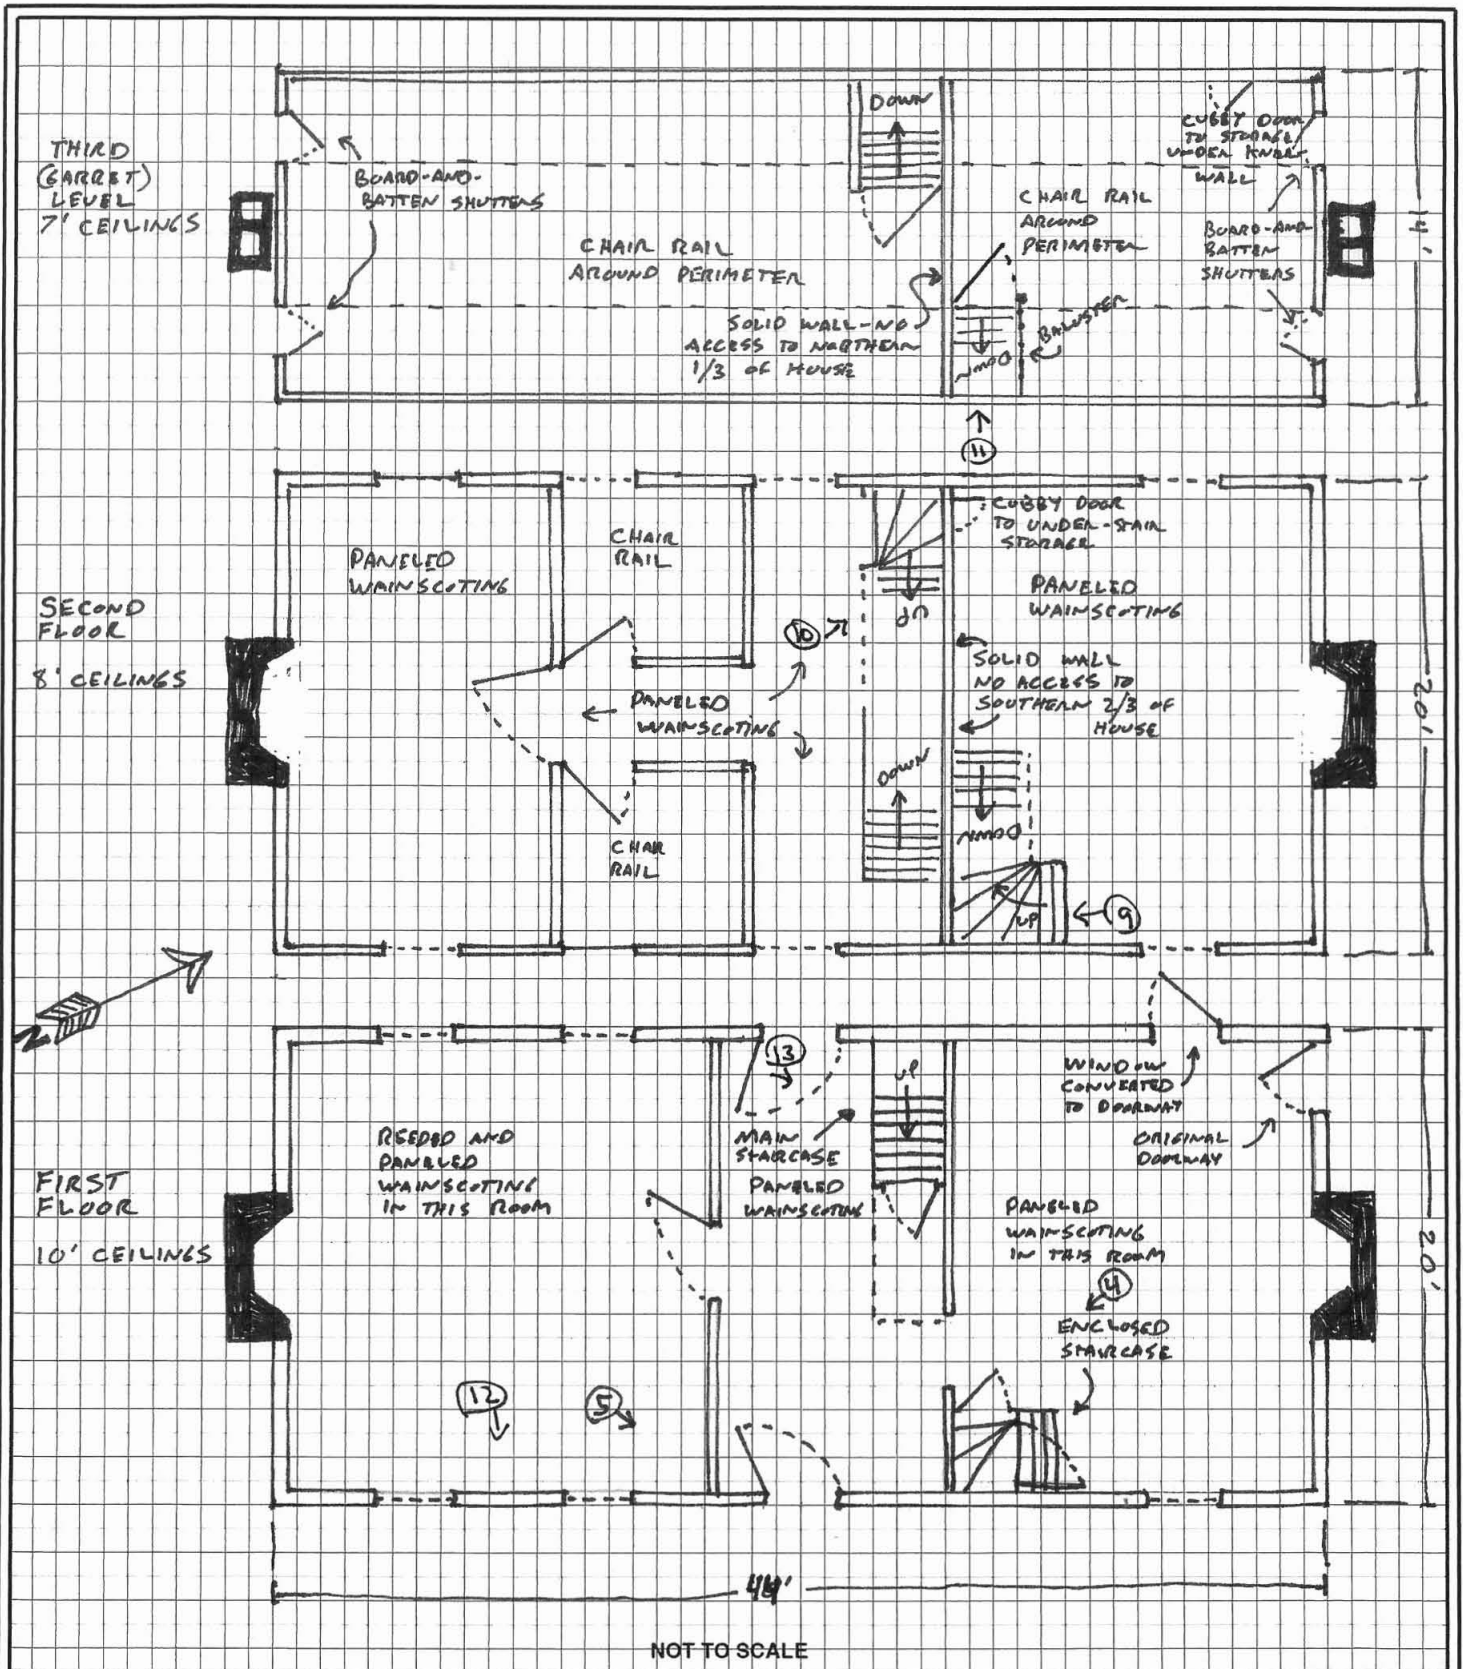 THIRD
(GARRET)
LEVEL
7' CEILINGS
BOARD-AND-
BATTEN SHUTTERS
CHAIR RAIL
AROUND PERIMETER
DOWN
SOLID WALL-NO
ACCESS TO NORTHERN
1/3 OF HOUSE
CHAIR RAIL
AROUND
PERIMETER
DOWN
BALUSTER
CUBBY DOOR
TO STORAGE
UNDER KNEE
WALL
BOARD-AND-
BATTEN
SHUTTERS
14'
11
SECOND
FLOOR
8' CEILINGS
PANELED
WAINSCOTING
CHAIR
RAIL
PANELED
WAINSCOTING
CHAIR
RAIL
10
UP
DOWN
CUBBY DOOR
TO UNDER-STAIR
STORAGE
PANELED
WAINSCOTING
SOLID WALL
NO ACCESS TO
SOUTHERN 2/3 OF
HOUSE
DOWN
UP
9
20'
N
FIRST
FLOOR
10' CEILINGS
REEDED AND
PANELED
WAINSCOTING
IN THIS ROOM
12
5
13
MAIN
STAIRCASE
PANELED
WAINSCOTING
UP
WINDOW
CONVERTED
TO DOORWAY
ORIGINAL
DOORWAY
PANELED
WAINSCOTING
IN THIS ROOM
4
ENCLOSED
STAIRCASE
20'
44'
NOT TO SCALE